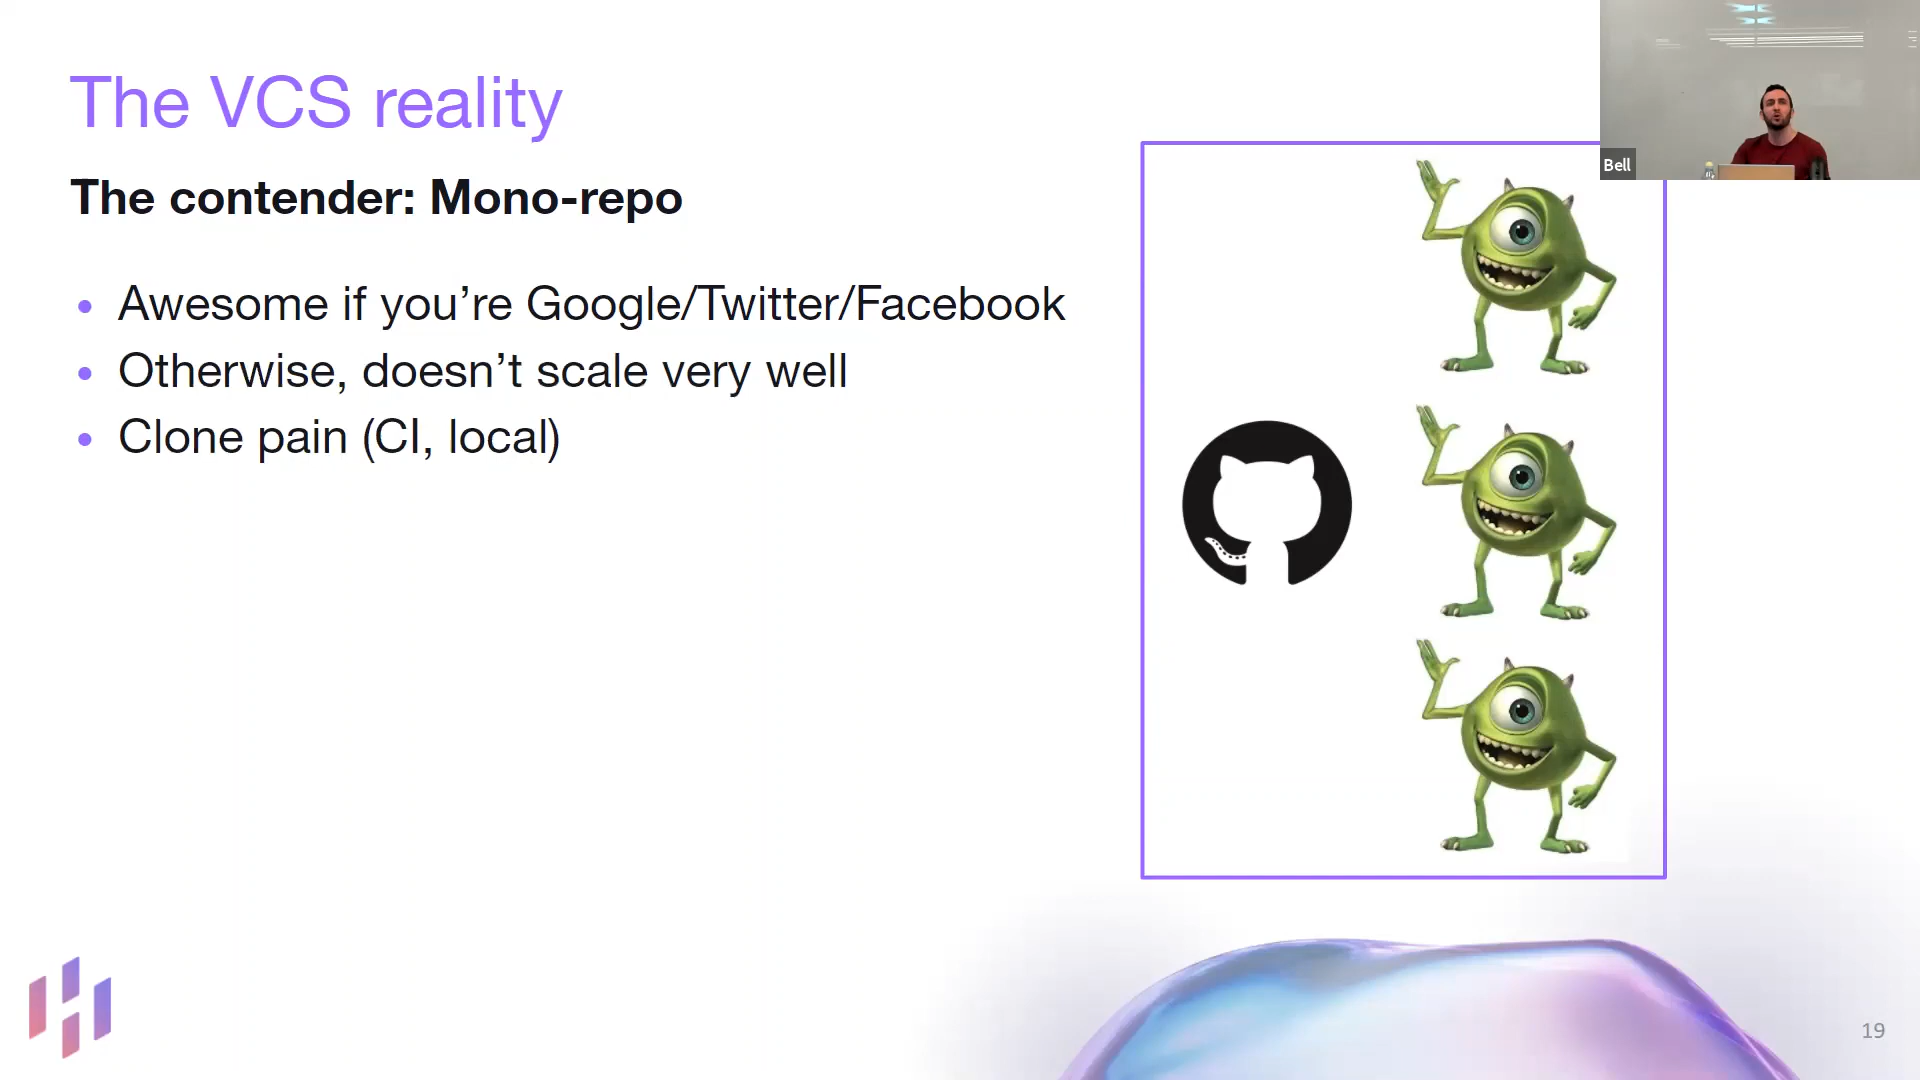 The VCS reality
The contender: Mono-repo
• Awesome if you’re Google/Twitter/Facebook
• Otherwise, doesn’t scale very well
• Clone pain (CI, local)
Bell
19